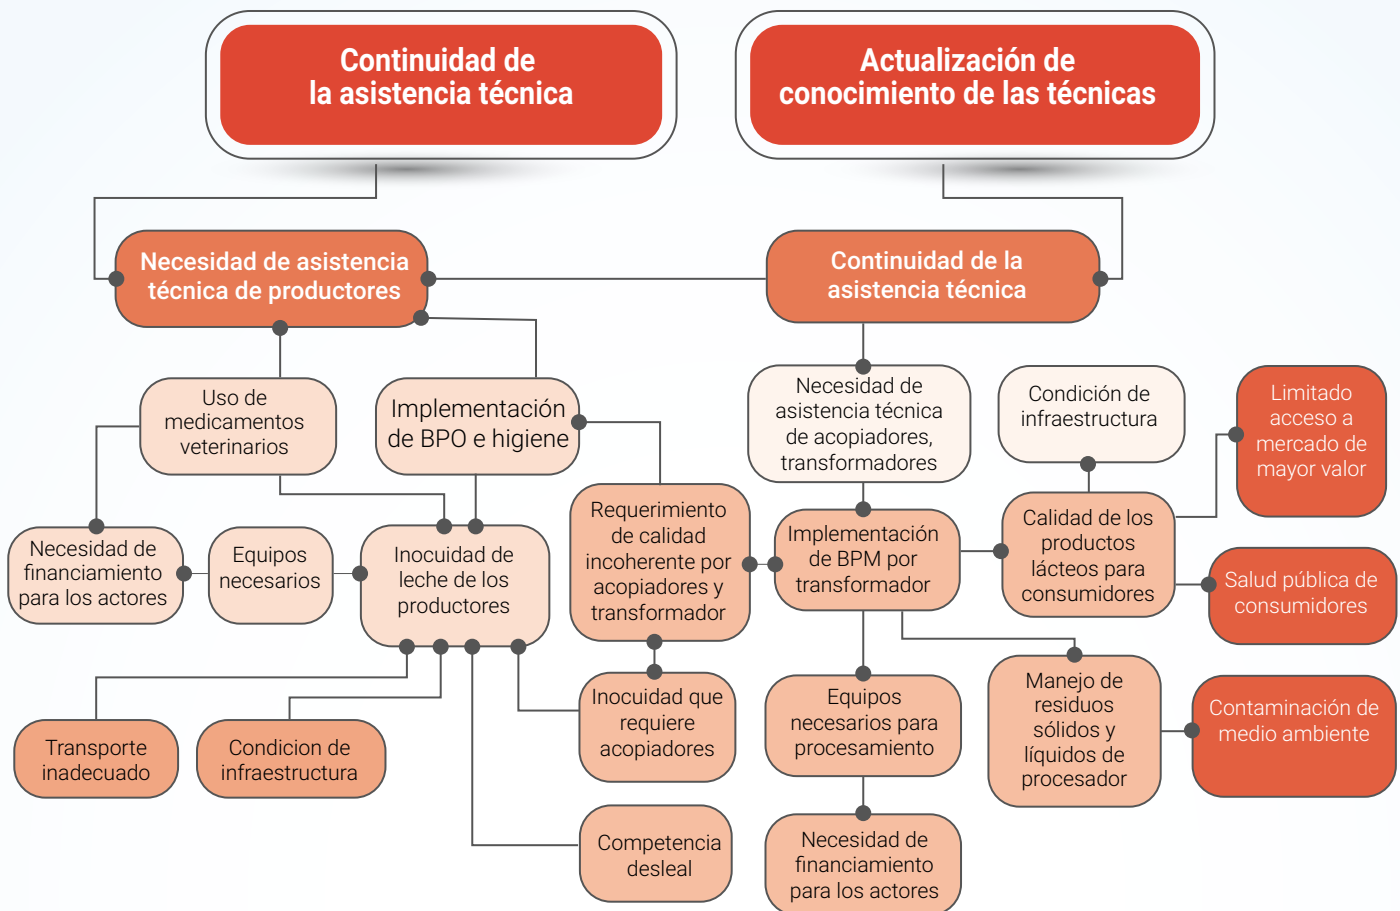 Continuidad de
la asistencia técnica
Actualización de
conocimiento de las técnicas
Necesidad de asistencia
técnica de productores
Continuidad de la
asistencia técnica
Uso de
medicamentos
veterinarios
Implementación
de BPO e higiene
Necesidad de
asistencia técnica
de acopiadores,
transformadores
Condición de
infraestructura
Limitado
acceso a
mercado de
mayor valor
Necesidad de
financiamiento
para los actores
Equipos
necesarios
Inocuidad de
leche de los
productores
Requerimiento
de calidad
incoherente por
acopiadores y
transformador
Implementación
de BPM por
transformador
Calidad de los
productos
lácteos para
consumidores
Salud pública de
consumidores
Transporte
inadecuado
Condicion de
infraestructura
Inocuidad que
requiere
acopiadores
Equipos
necesarios para
procesamiento
Manejo de
residuos
sólidos y
líquidos de
procesador
Contaminación de
medio ambiente
Competencia
desleal
Necesidad de
financiamiento
para los actores